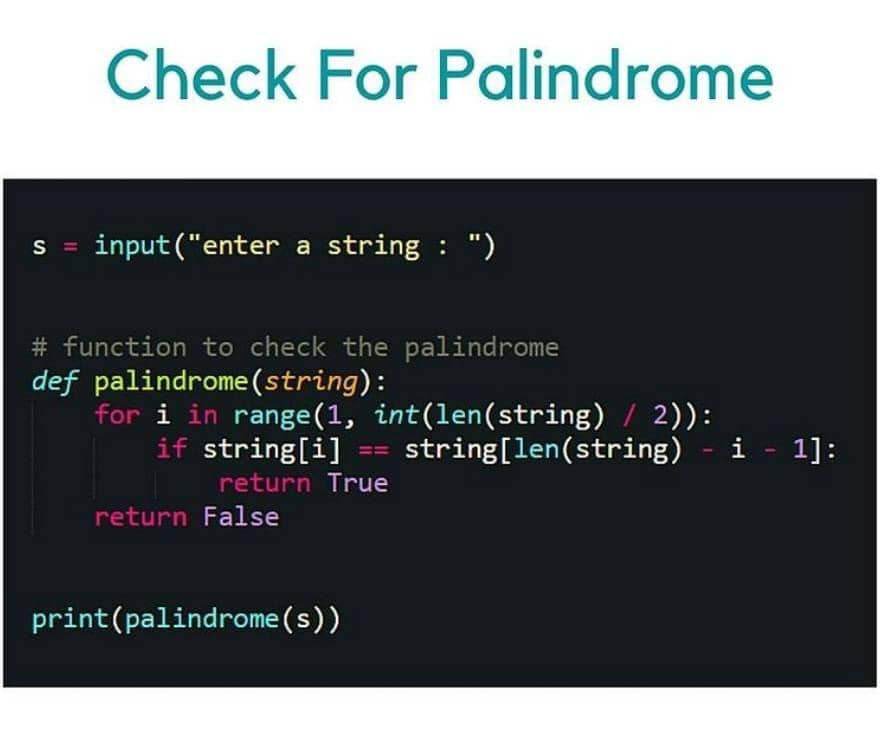 Check For Palindrome
s = input("enter a string : ")
# function to check the palindrome
def palindrome(string):
    for i in range(1, int(len(string) / 2)):
        if string[i] == string[len(string) - i - 1]:
            return True
    return False
print(palindrome(s))